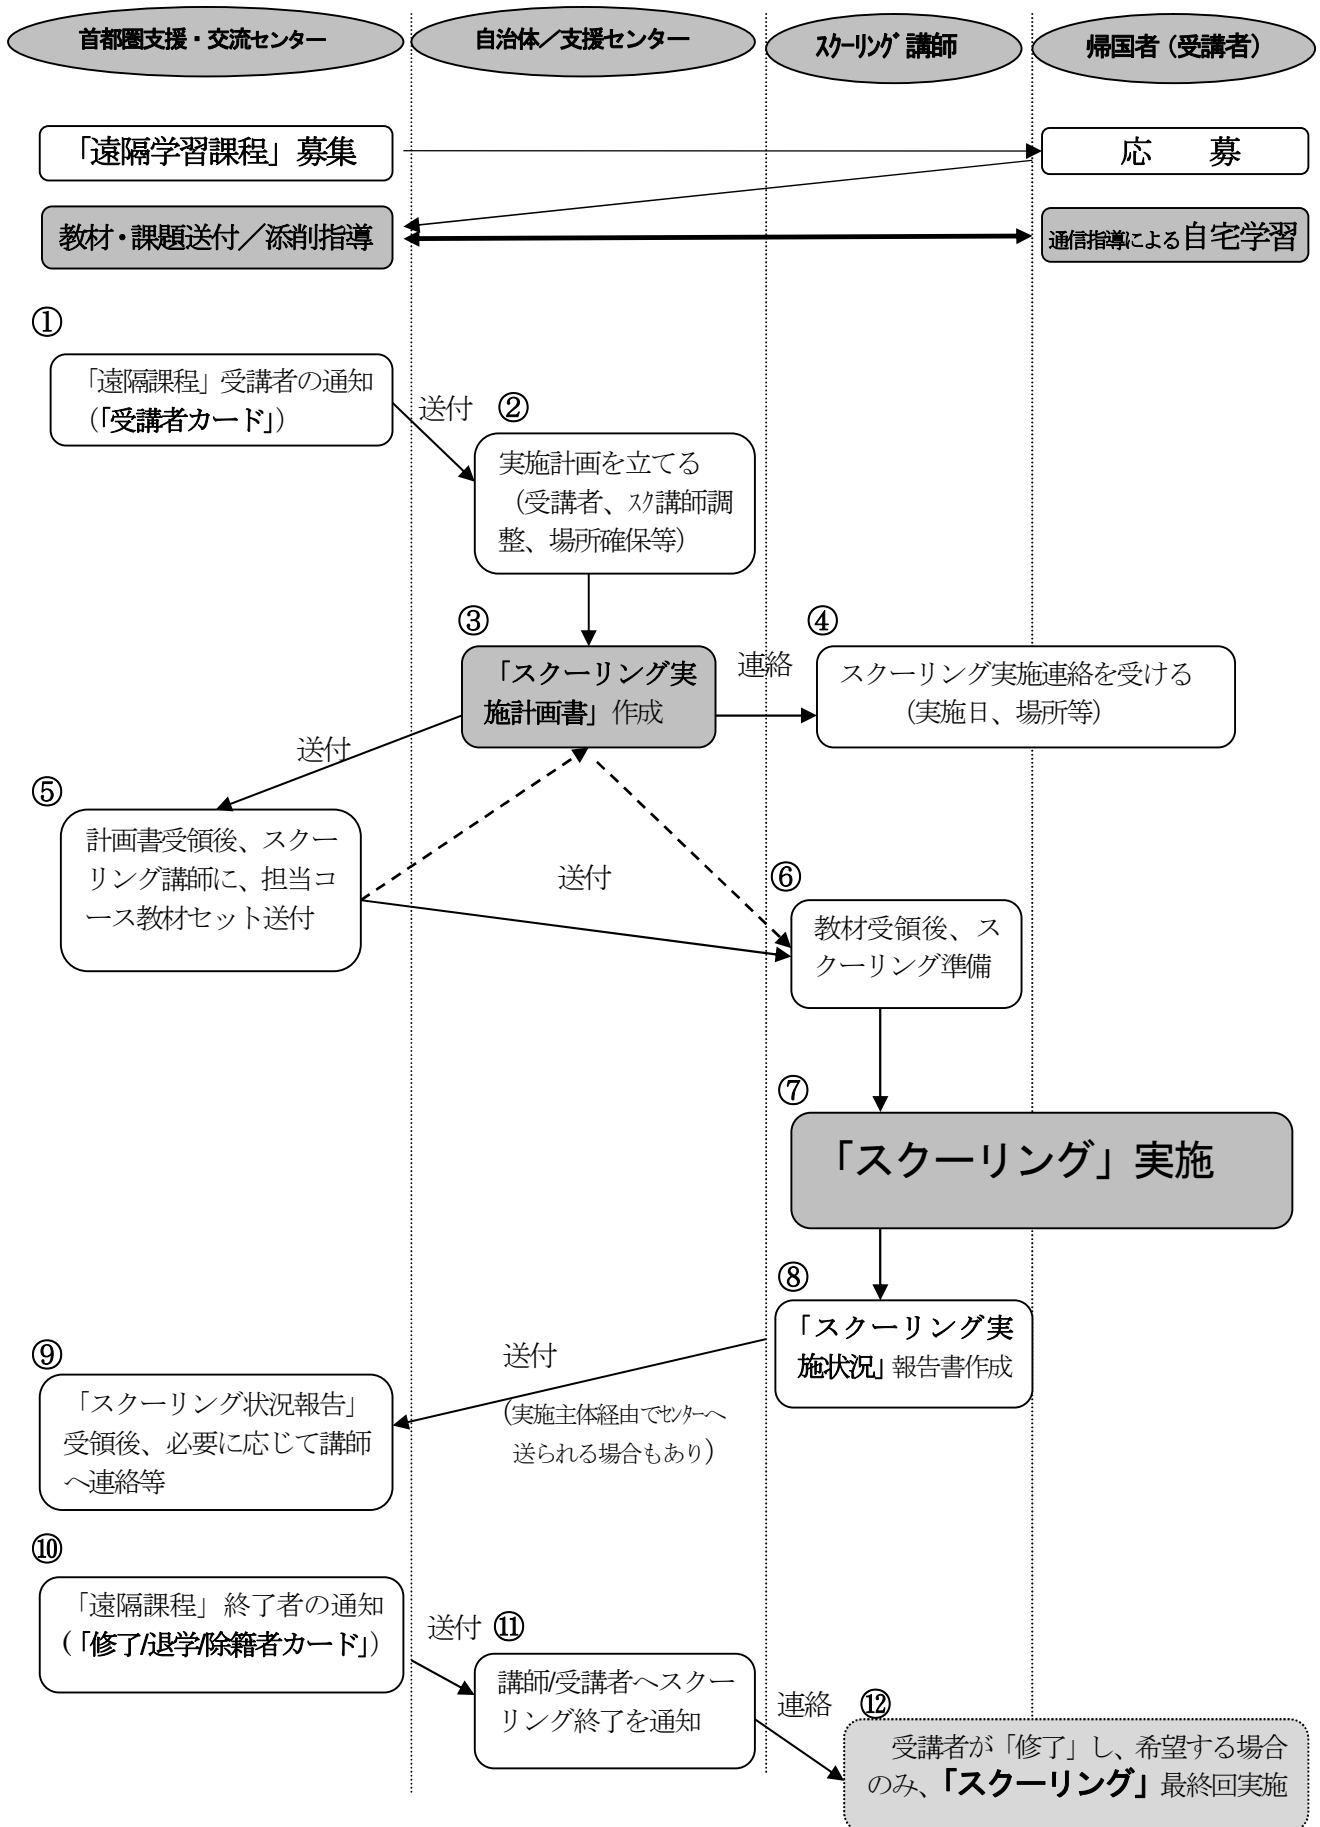 首都圏支援・交流センター
自治体／支援センター
ｽｸｰﾘﾝｸﾞ講師
帰国者（受講者）
「遠隔学習課程」募集
応　募
教材・課題送付／添削指導
通信指導による自宅学習
①
「遠隔課程」受講者の通知
（「受講者カード」）
送付
②
実施計画を立てる
（受講者、ｽｸ講師調
整、場所確保等）
③
「スクーリング実
施計画書」作成
連絡
④
スクーリング実施連絡を受ける
（実施日、場所等）
送付
⑤
計画書受領後、スクー
リング講師に、担当コ
ース教材セット送付
送付
⑥
教材受領後、ス
クーリング準備
⑦
「スクーリング」実施
⑧
「スクーリング実
施状況」報告書作成
送付
（実施主体経由でｾﾝﾀｰへ
送られる場合もあり）
⑨
「スクーリング状況報告」
受領後、必要に応じて講師
へ連絡等
⑩
「遠隔課程」終了者の通知
（「修了/退学/除籍者カード」）
送付
⑪
講師/受講者へスクー
リング終了を通知
連絡
⑫
受講者が「修了」し、希望する場合
のみ、「スクーリング」最終回実施